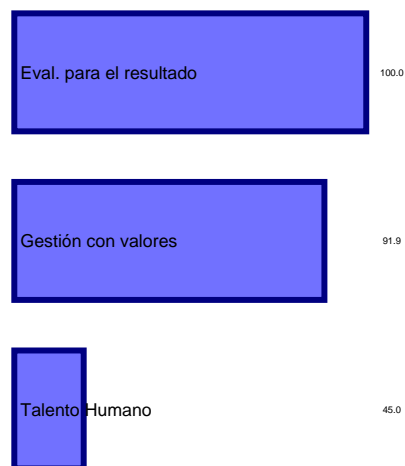 Eval. para el resultado 100.0
Gestión con valores 91.9
Talento Humano 45.0